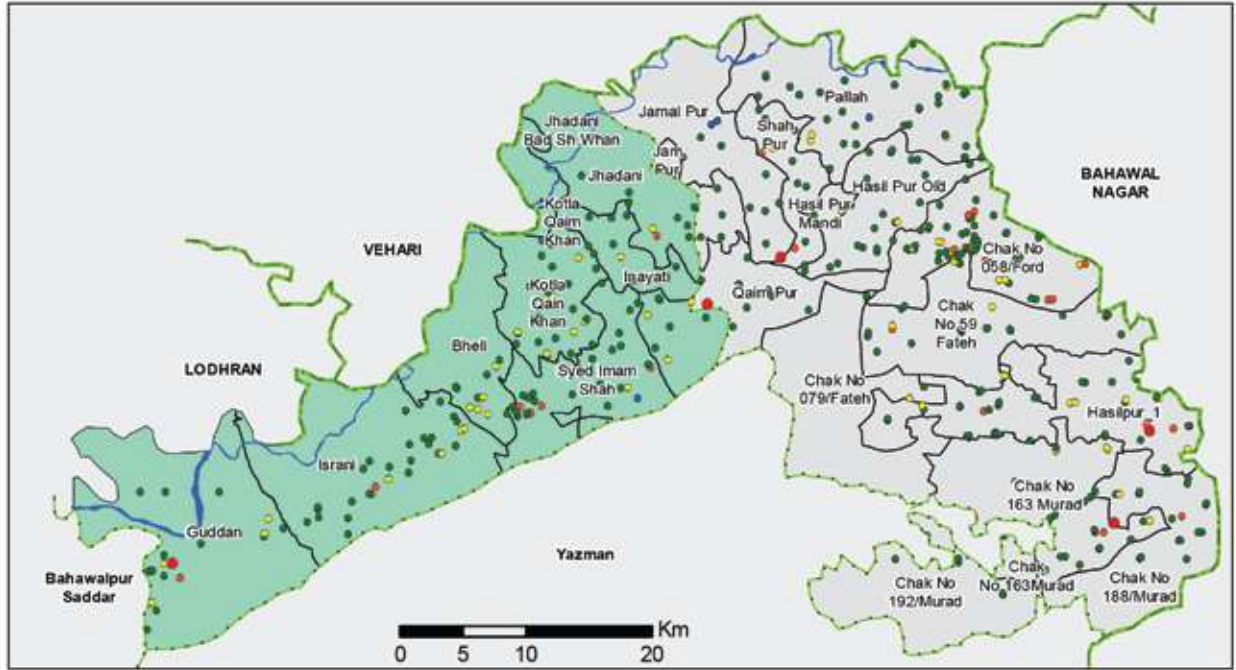 Jamal Pur
Pallah
Shah
Pur
Jhadani
Bad Sh Whan
Jam
Pur
Jhadani
Hasil Pur Old
BAHAWAL
NAGAR
Kotla
Qaim
Khan
Hasil Pur
Mandi
VEHARI
Chak No
058/Ford
Inayati
Kotla
Qain
Khan
Qaim Pur
Chak
No 59
Fateh
Bheli
LODHRAN
Syed Imam
Shah
Chak No
079/Fateh
Hasilpur_1
Israni
Chak No
163 Murad
Guddan
Yazman
Bahawalpur
Saddar
Chak No
192/Murad
Chak
No 163Murad
Chak No
188/Murad
Km
0 5 10 20